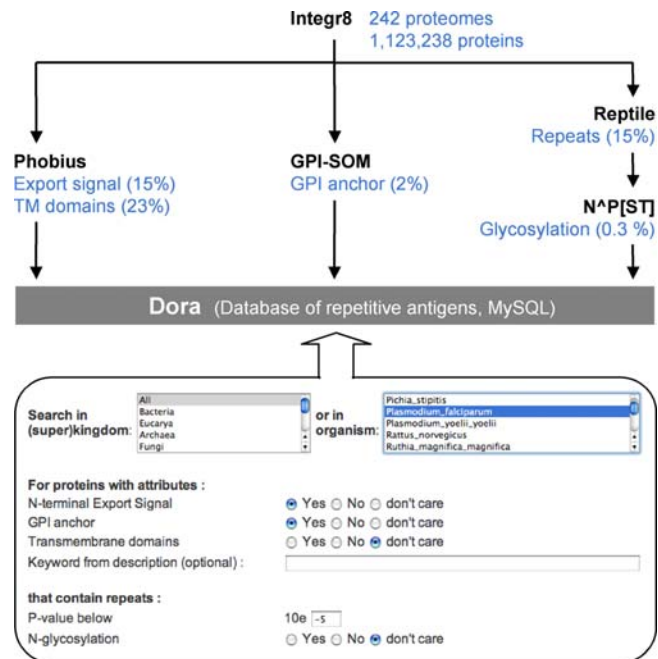 Integr8 242 proteomes
1,123,238 proteins
Phobius
Export signal (15%)
TM domains (23%)
GPI-SOM
GPI anchor (2%)
Reptile
Repeats (15%)
N^P[ST]
Glycosylation (0.3 %)
Dora (Database of repetitive antigens, MySQL)
Search in
(super)kingdom:
All
Bacteria
Eucarya
Archaea
Fungi
or in
organism:
Pichia_stipitis
Plasmodium_falciparum
Plasmodium_yoelii_yoelii
Rattus_norvegicus
Ruthia_magnifica_magnifica
For proteins with attributes :
N-terminal Export Signal Yes No don't care
GPI anchor Yes No don't care
Transmembrane domains Yes No don't care
Keyword from description (optional) :
that contain repeats :
P-value below 10e -5
N-glycosylation Yes No don't care